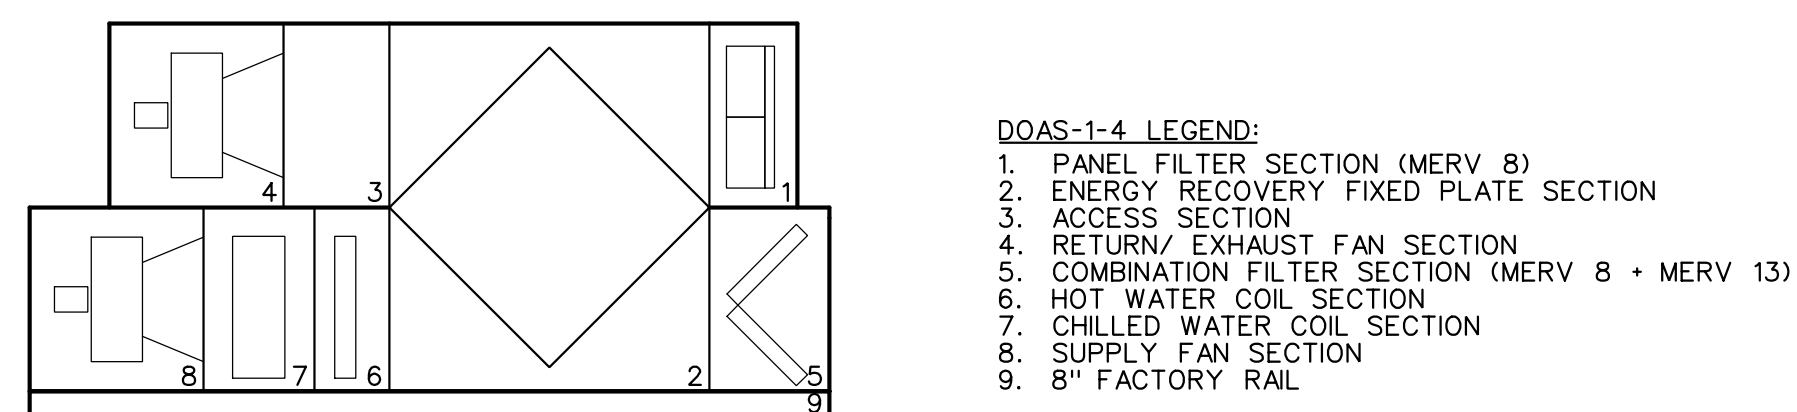 4
3
1
8
7
6
2
5
9
DOAS-1-4 LEGEND:
1. PANEL FILTER SECTION (MERV 8)
2. ENERGY RECOVERY FIXED PLATE SECTION
3. ACCESS SECTION
4. RETURN/ EXHAUST FAN SECTION
5. COMBINATION FILTER SECTION (MERV 8 + MERV 13)
6. HOT WATER COIL SECTION
7. CHILLED WATER COIL SECTION
8. SUPPLY FAN SECTION
9. 8" FACTORY RAIL